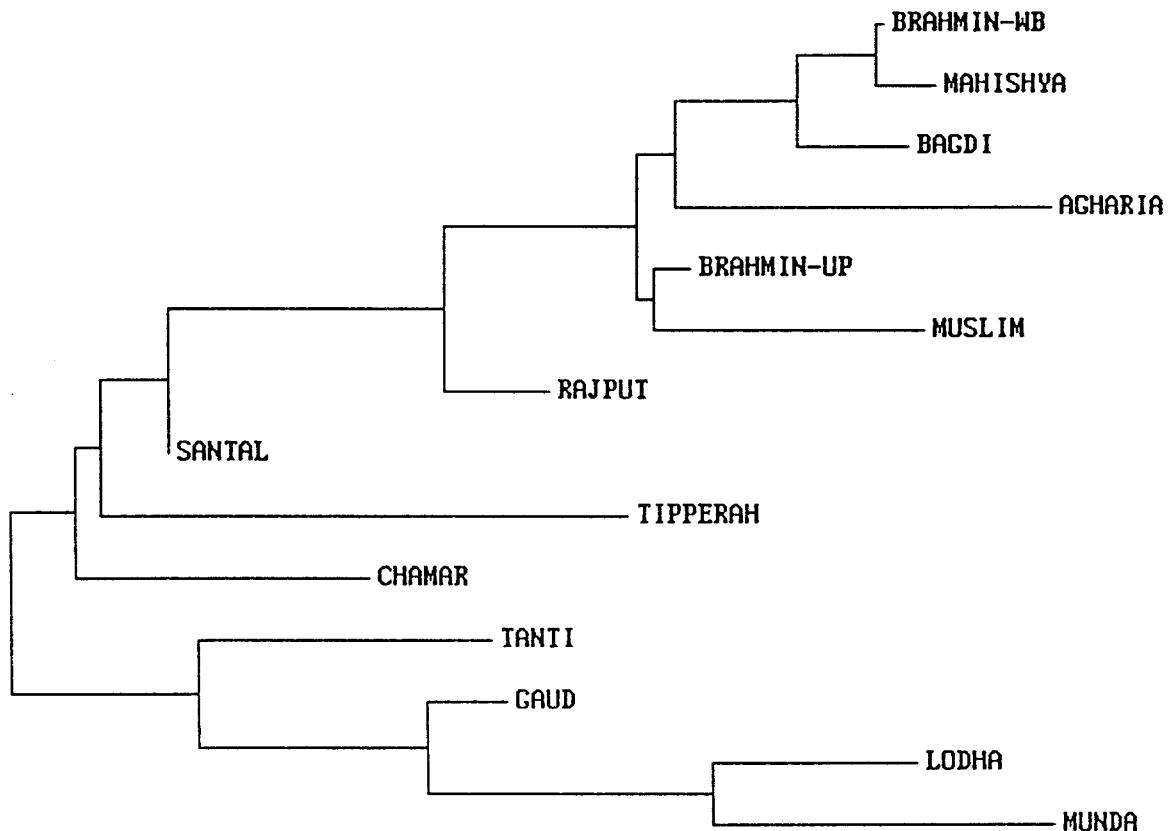 BRAHMIN-WB
MAHISHYA
BAGDI
AGHARIA
BRAHMIN-UP
MUSLIM
RAJPUT
SANTAL
TIPPERAH
CHAMAR
TANTI
GAUD
LODHA
MUNDA